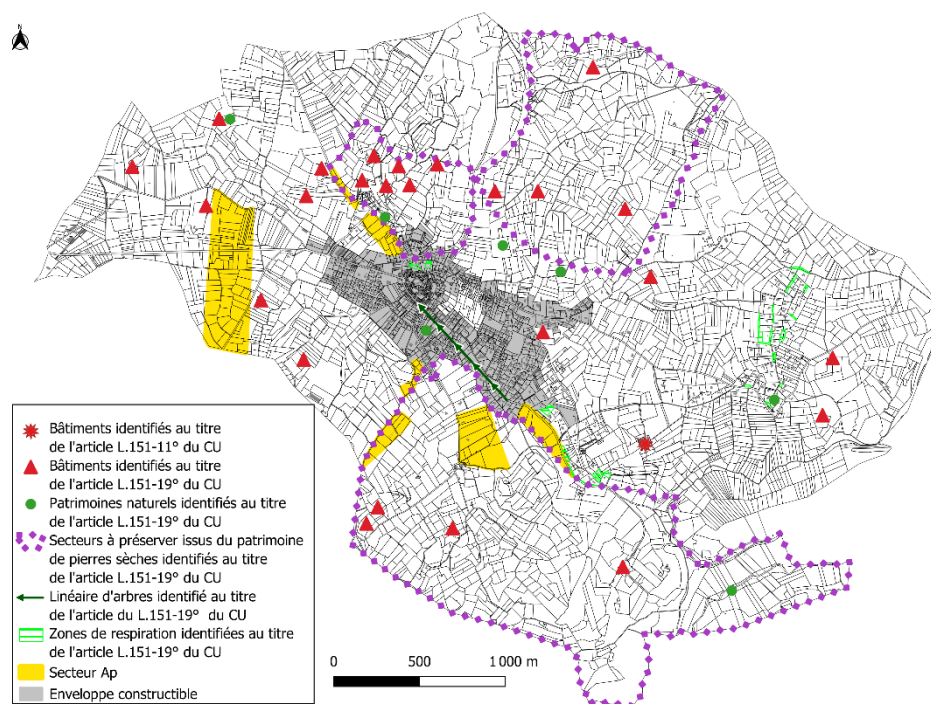 N
Bâtiments identifiés au titre
de l'article L.151-11° du CU
Bâtiments identifiés au titre
de l'article L.151-19° du CU
Patrimoines naturels identifiés au titre
de l'article L.151-19° du CU
Secteurs à préserver issus du patrimoine
de pierres sèches identifiés au titre
de l'article L.151-19° du CU
Linéaire d'arbres identifié au titre
de l'article du L.151-19° du CU
Zones de respiration identifiées au titre
de l'article L.151-19° du CU
Secteur Ap
Enveloppe constructible
0 500 1 000 m